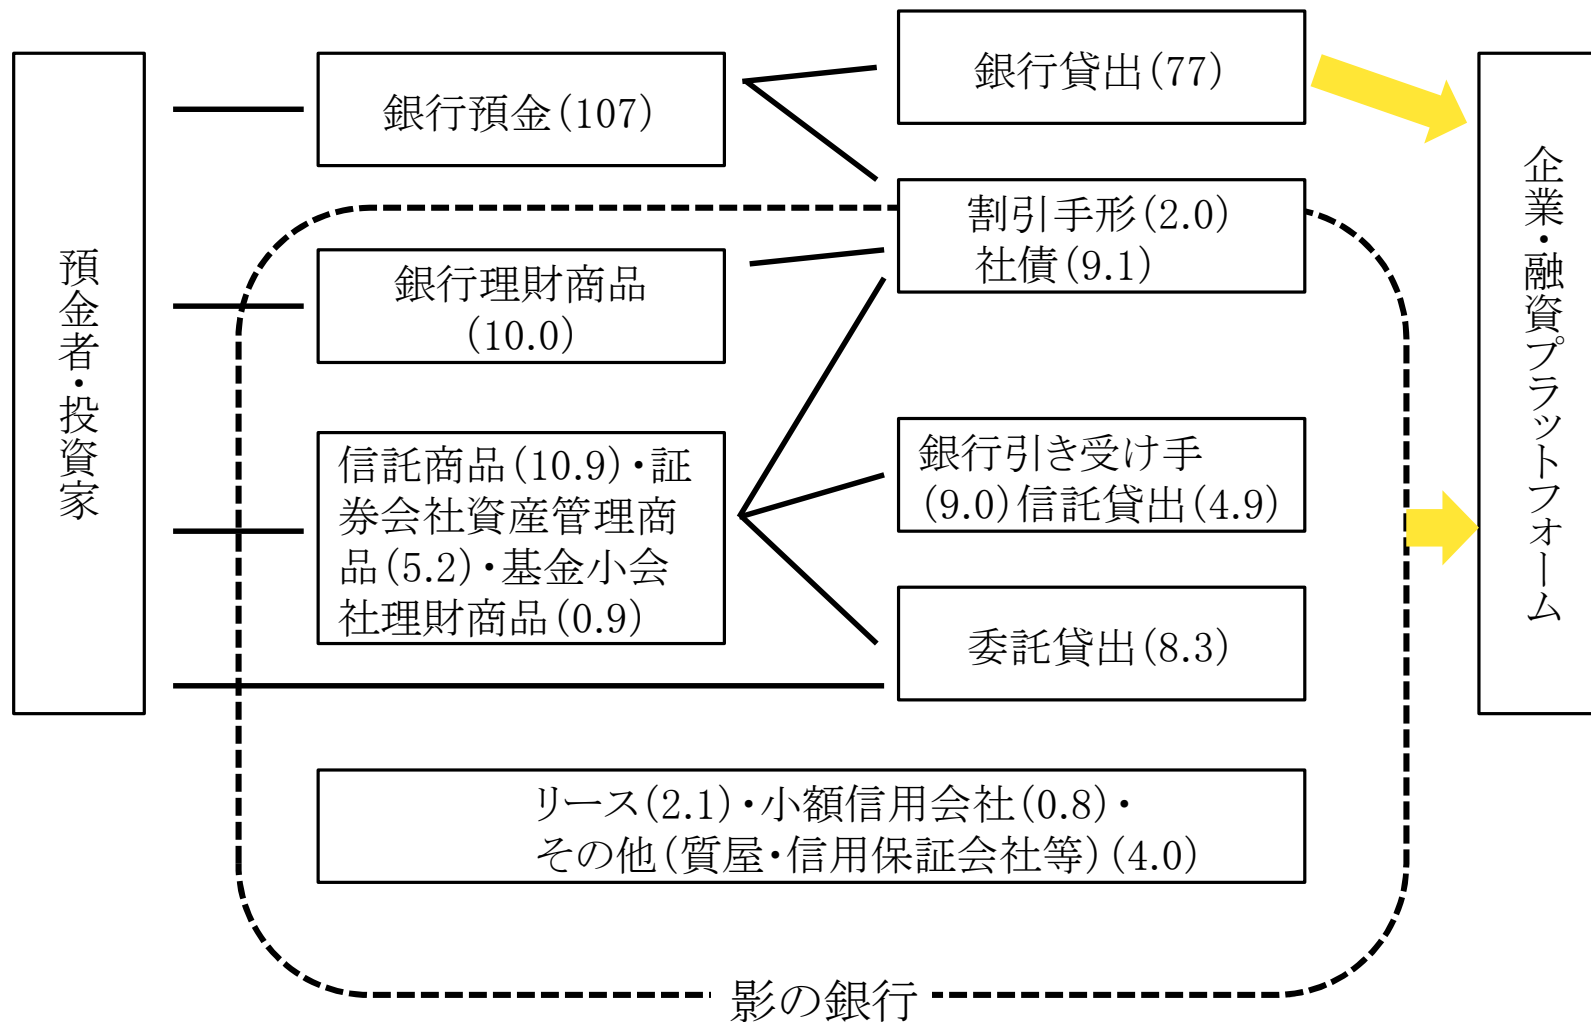 預金者・投資家
銀行預金(107)
銀行理財商品
(10.0)
信託商品(10.9)・証
券会社資産管理商
品(5.2)・基金小会
社理財商品(0.9)
銀行貸出(77)
割引手形(2.0)
社債(9.1)
銀行引き受け手
(9.0)信託貸出(4.9)
委託貸出(8.3)
リース(2.1)・小額信用会社(0.8)・
その他(質屋・信用保証会社等)(4.0)
影の銀行
企業・融資プラットフォーム